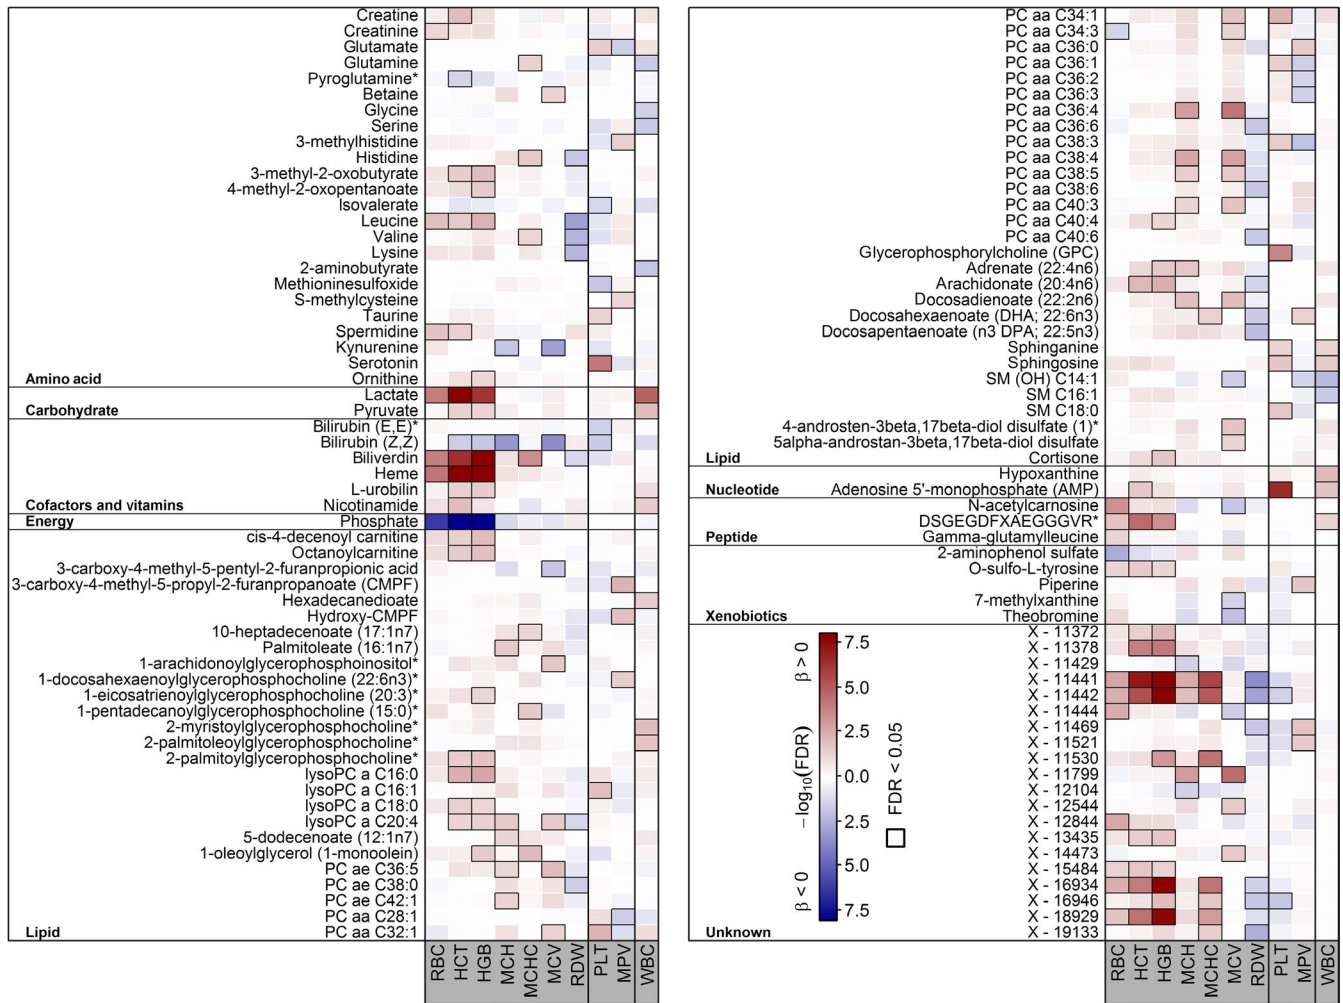 Creatine
Creatinine
Glutamate
Glutamine
Pyroglutamine*
Betaine
Glycine
Serine
3-methylhistidine
Histidine
3-methyl-2-oxobutyrate
4-methyl-2-oxopentanoate
Isovalerate
Leucine
Valine
Lysine
2-aminobutyrate
Methioninesulfoxide
S-methylcysteine
Taurine
Spermidine
Kynurenine
Serotonin
Amino acid Ornithine
Lactate
Carbohydrate Pyruvate
Bilirubin (E,E)*
Bilirubin (Z,Z)
Biliverdin
Heme
L-urobilin
Cofactors and vitamins Nicotinamide
Energy Phosphate
cis-4-decenoyl carnitine
Octanoylcarnitine
3-carboxy-4-methyl-5-pentyl-2-furanpropionic acid
3-carboxy-4-methyl-5-propyl-2-furanpropanoate (CMPF)
Hexadecanedioate
Hydroxy-CMPF
10-heptadecenoate (17:1n7)
Palmitoleate (16:1n7)
1-arachidonoylglycerophosphoinositol*
1-docosahexaenoylglycerophosphocholine (22:6n3)*
1-eicosatrienoylglycerophosphocholine (20:3)*
1-pentadecanoylglycerophosphocholine (15:0)*
2-myristoylglycerophosphocholine*
2-palmitoleoylglycerophosphocholine*
2-palmitoylglycerophosphocholine*
lysoPC a C16:0
lysoPC a C16:1
lysoPC a C18:0
lysoPC a C20:4
5-dodecenoate (12:1n7)
1-oleoylglycerol (1-monoolein)
PC ae C36:5
PC ae C38:0
PC ae C42:1
PC aa C28:1
Lipid PC aa C32:1
RBC HCT HGB MCH MCHC MCV RDW PLT MPV WBC
PC aa C34:1
PC aa C34:3
PC aa C36:0
PC aa C36:1
PC aa C36:2
PC aa C36:3
PC aa C36:4
PC aa C36:6
PC aa C38:3
PC aa C38:4
PC aa C38:5
PC aa C38:6
PC aa C40:3
PC aa C40:4
PC aa C40:6
Glycerophosphorylcholine (GPC)
Adrenate (22:4n6)
Arachidonate (20:4n6)
Docosadienoate (22:2n6)
Docosahexaenoate (DHA; 22:6n3)
Docosapentaenoate (n3 DPA; 22:5n3)
Sphinganine
Sphingosine
SM (OH) C14:1
SM C16:1
SM C18:0
4-androsten-3beta,17beta-diol disulfate (1)*
5alpha-androstan-3beta,17beta-diol disulfate
Lipid Cortisone
Hypoxanthine
Nucleotide Adenosine 5'-monophosphate (AMP)
N-acetylcarnosine
DSGEGDFXAEGGGVR*
Peptide Gamma-glutamylleucine
2-aminophenol sulfate
O-sulfo-L-tyrosine
Piperine
7-methylxanthine
Xenobiotics Theobromine
X - 11372
X - 11378
X - 11429
X - 11441
X - 11442
X - 11444
X - 11469
X - 11521
X - 11530
X - 11799
X - 12104
X - 12544
X - 12844
X - 13435
X - 14473
X - 15484
X - 16934
X - 16946
X - 18929
Unknown X - 19133
β < 0 −log10(FDR) β > 0
7.5
5.0
2.5
0.0
2.5
5.0
7.5
FDR < 0.05
RBC HCT HGB MCH MCHC MCV RDW PLT MPV WBC